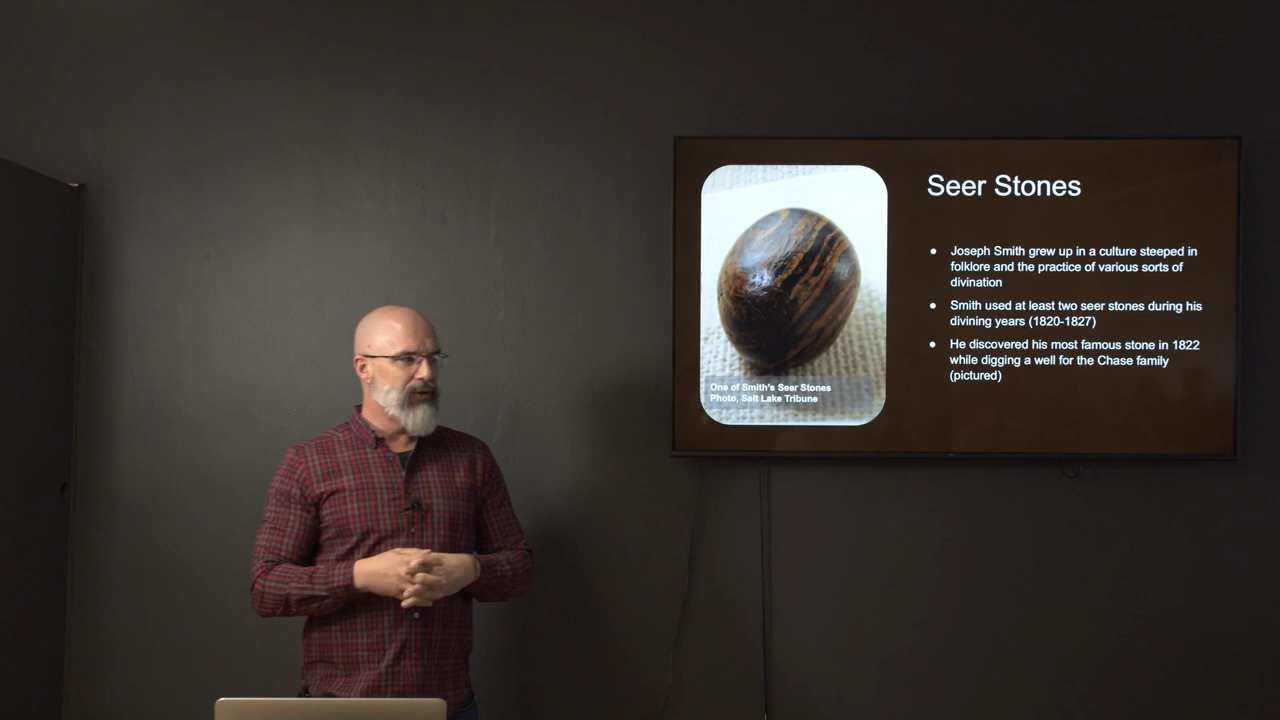 Seer Stones
● Joseph Smith grew up in a culture steeped in
folklore and the practice of various sorts of
divination
● Smith used at least two seer stones during his
divining years (1820-1827)
● He discovered his most famous stone in 1822
while digging a well for the Chase family
(pictured)
One of Smith's Seer Stones
Photo, Salt Lake Tribune